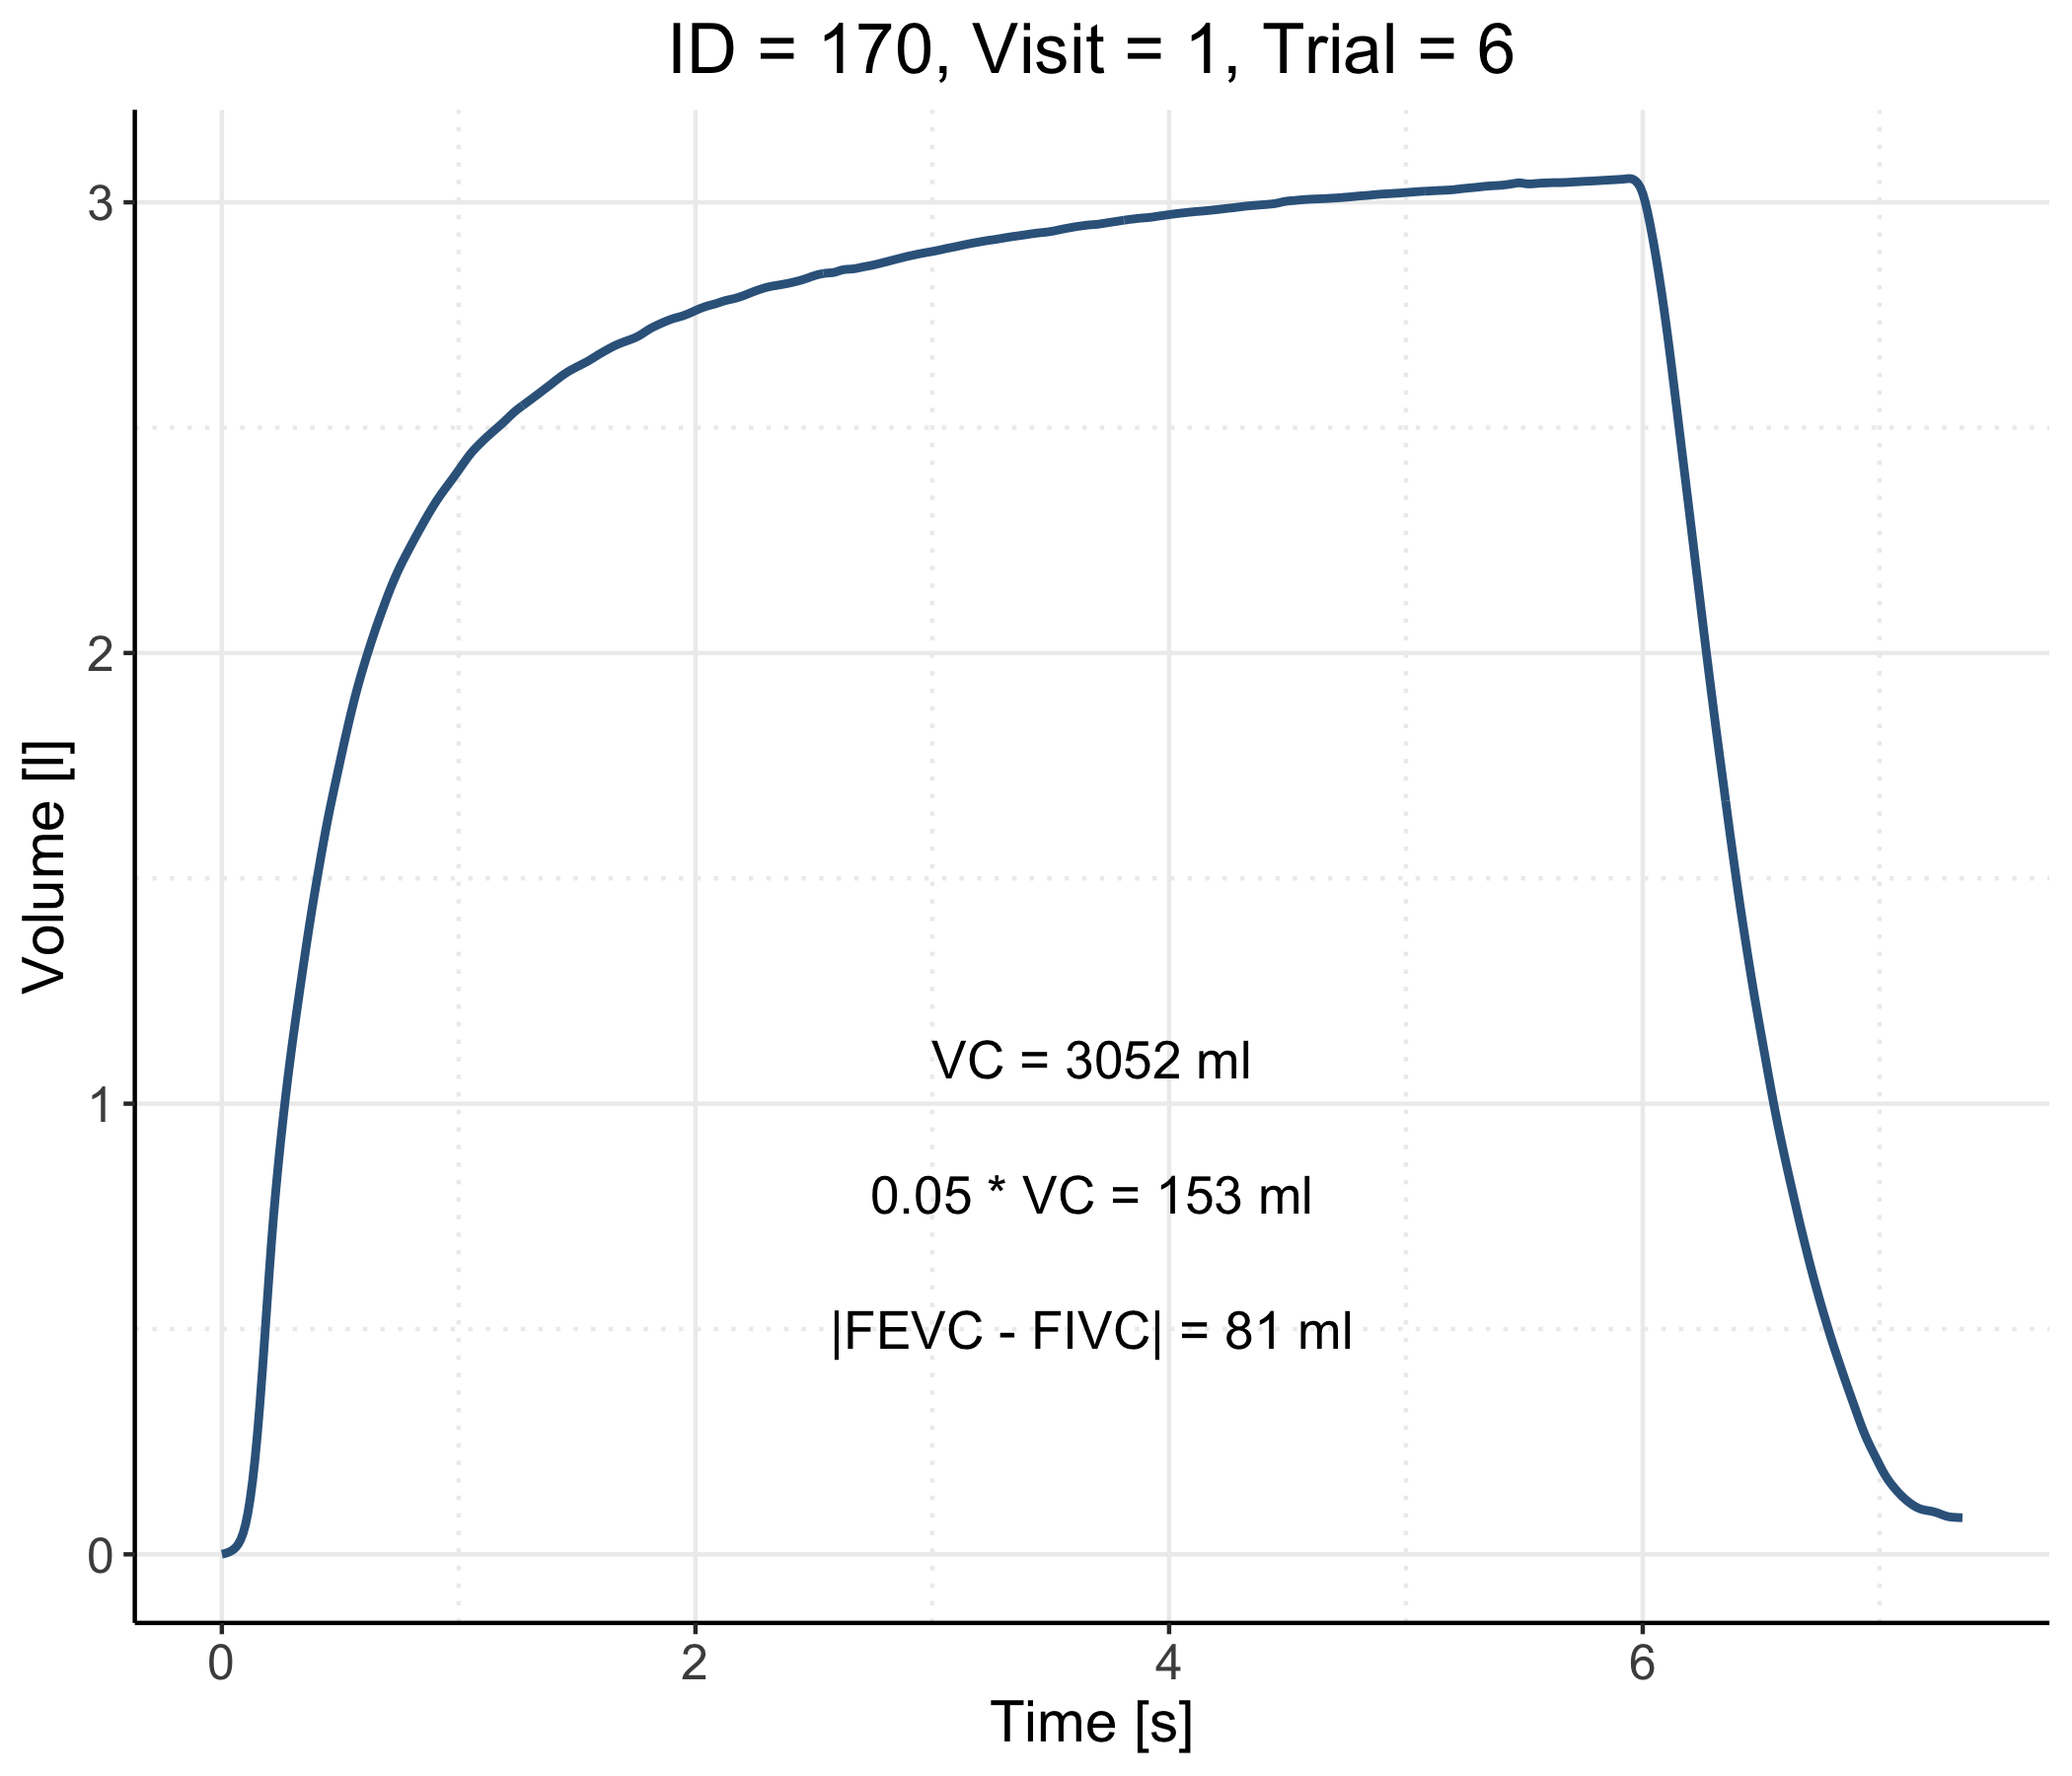 ID = 170, Visit = 1, Trial = 6
3
2
1
0
Volume [l]
VC = 3052 ml
0.05 * VC = 153 ml
|FEVC - FIVC| = 81 ml
0 2 4 6
Time [s]